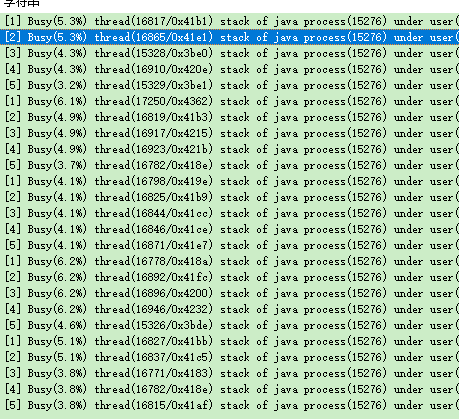 字符串
[1] Busy(5.3%) thread(16817/0x41b1) stack of java process(15276) under user(
[2] Busy(5.3%) thread(16865/0x41e1) stack of java process(15276) under user(
[3] Busy(4.3%) thread(15328/0x3be0) stack of java process(15276) under user(
[4] Busy(4.3%) thread(16910/0x420e) stack of java process(15276) under user(
[5] Busy(3.2%) thread(15329/0x3be1) stack of java process(15276) under user(
[1] Busy(6.1%) thread(17250/0x4362) stack of java process(15276) under user(
[2] Busy(4.9%) thread(16819/0x41b3) stack of java process(15276) under user(
[3] Busy(4.9%) thread(16917/0x4215) stack of java process(15276) under user(
[4] Busy(4.9%) thread(16923/0x421b) stack of java process(15276) under user(
[5] Busy(3.7%) thread(16782/0x418e) stack of java process(15276) under user(
[1] Busy(4.1%) thread(16798/0x419e) stack of java process(15276) under user(
[2] Busy(4.1%) thread(16825/0x41b9) stack of java process(15276) under user(
[3] Busy(4.1%) thread(16844/0x41cc) stack of java process(15276) under user(
[4] Busy(4.1%) thread(16846/0x41ce) stack of java process(15276) under user(
[5] Busy(4.1%) thread(16871/0x41e7) stack of java process(15276) under user(
[1] Busy(6.2%) thread(16778/0x418a) stack of java process(15276) under user(
[2] Busy(6.2%) thread(16892/0x41fc) stack of java process(15276) under user(
[3] Busy(6.2%) thread(16896/0x4200) stack of java process(15276) under user(
[4] Busy(6.2%) thread(16946/0x4232) stack of java process(15276) under user(
[5] Busy(4.6%) thread(15326/0x3bde) stack of java process(15276) under user(
[1] Busy(5.1%) thread(16827/0x41bb) stack of java process(15276) under user(
[2] Busy(5.1%) thread(16837/0x41c5) stack of java process(15276) under user(
[3] Busy(3.8%) thread(16771/0x4183) stack of java process(15276) under user(
[4] Busy(3.8%) thread(16782/0x418e) stack of java process(15276) under user(
[5] Busy(3.8%) thread(16815/0x41af) stack of java process(15276) under user(